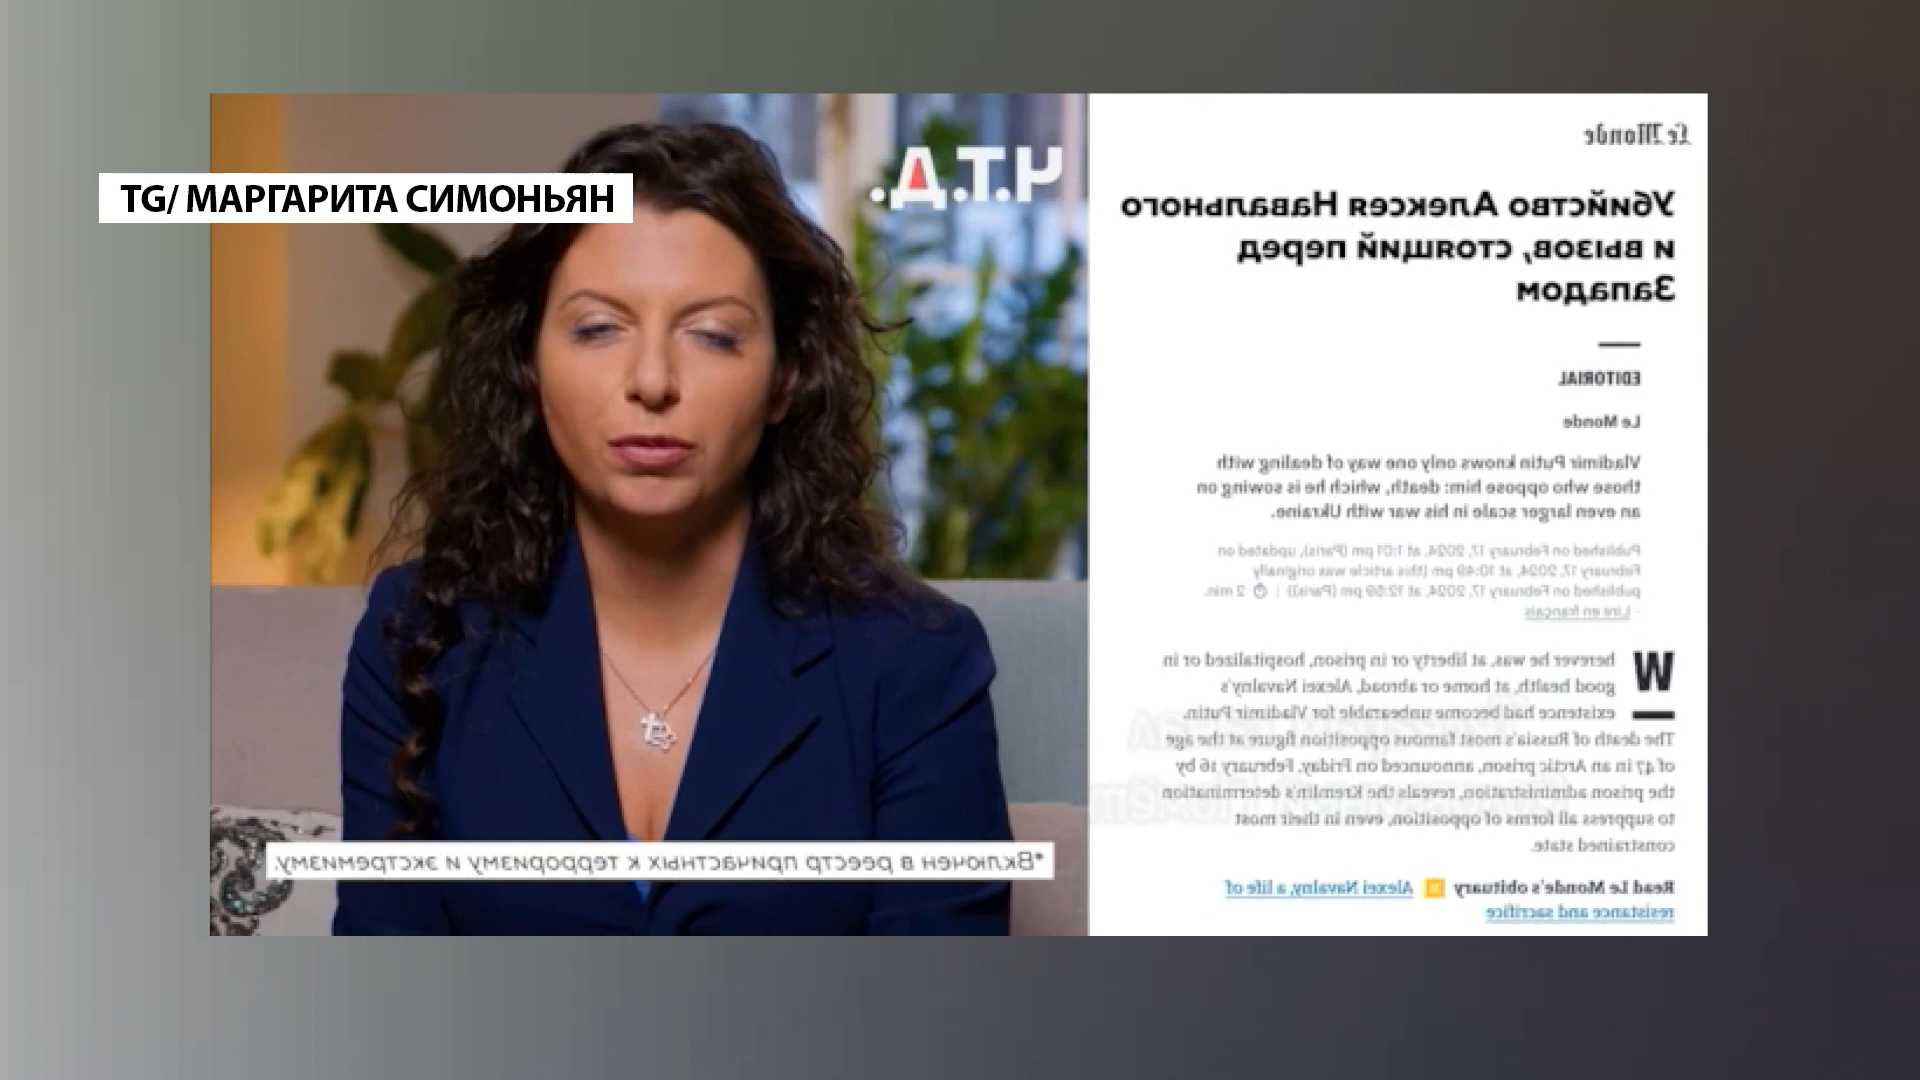 TG/ МАРГАРИТА СИМОНЬЯН
Ч.Т.Д.
*Включен в реестр причастных к терроризму и экстремизму.
Le Monde
Убийство Алексея Навального
и вызов, стоящий перед
Западом
EDITORIAL
Le Monde
Vladimir Putin knows only one way of dealing with
those who oppose him: death, which he is sowing on
an even larger scale in his war with Ukraine.
Published on February 17, 2024, at 1:01 pm (Paris), updated on
February 17, 2024, at 10:49 pm (this article was originally
published on February 17, 2024, at 12:59 pm (Paris)) | 2 min.
· Lire en français
Wherever he was, at liberty or in prison, hospitalized or in
good health, at home or abroad, Alexei Navalny's
existence had become unbearable for Vladimir Putin.
The death of Russia's most famous opposition figure at the age
of 47 in an Arctic prison, announced on Friday, February 16 by
the prison administration, reveals the Kremlin's determination
to suppress all forms of opposition, even in their most
constrained state.
Read Le Monde's obituary Alexei Navalny, a life of
resistance and sacrifice